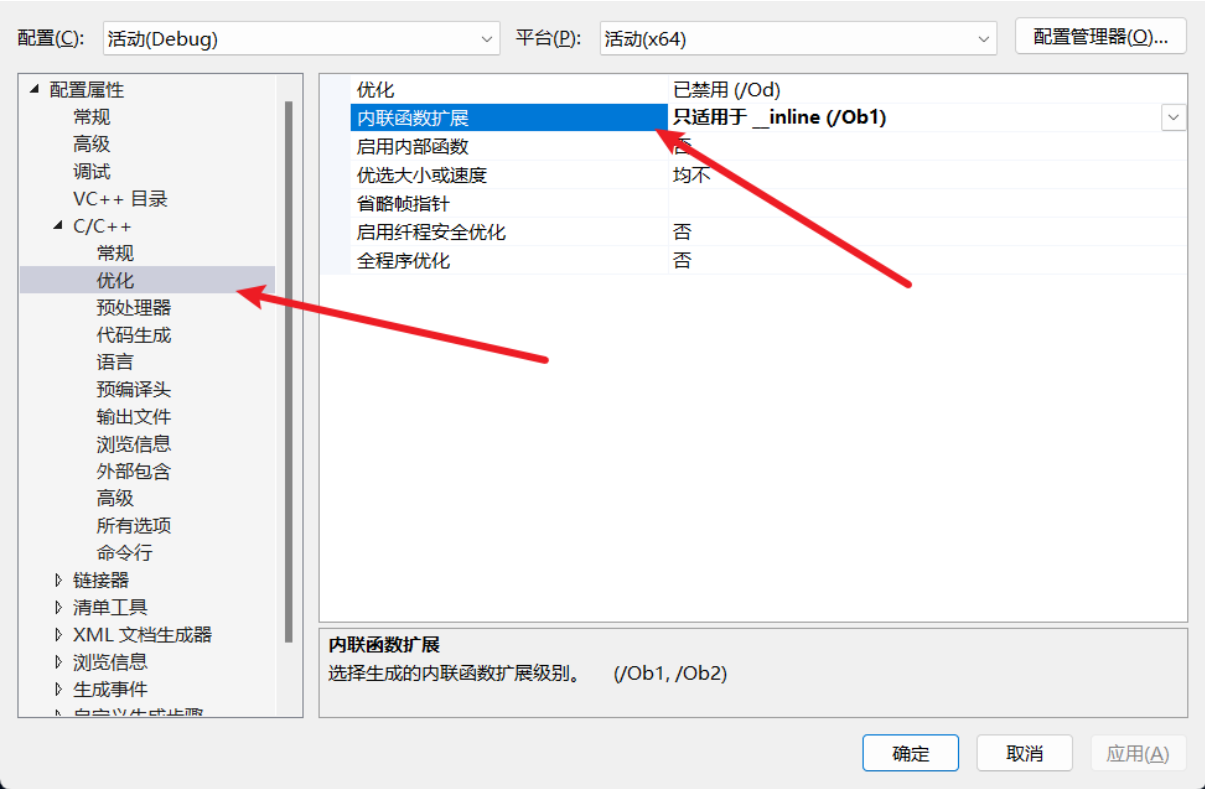 配置(C): 活动(Debug) 平台(P): 活动(x64) 配置管理器(O)...
配置属性
常规
高级
调试
VC++ 目录
C/C++
常规
优化
预处理器
代码生成
语言
预编译头
输出文件
浏览信息
外部包含
高级
所有选项
命令行
链接器
清单工具
XML 文档生成器
浏览信息
生成事件
自定义生成步骤
优化 已禁用 (/Od)
内联函数扩展 只适用于 __inline (/Ob1)
启用内部函数 否
优选大小或速度 均不
省略帧指针
启用纤程安全优化 否
全程序优化 否
内联函数扩展
选择生成的内联函数扩展级别。 (/Ob1, /Ob2)
确定 取消 应用(A)